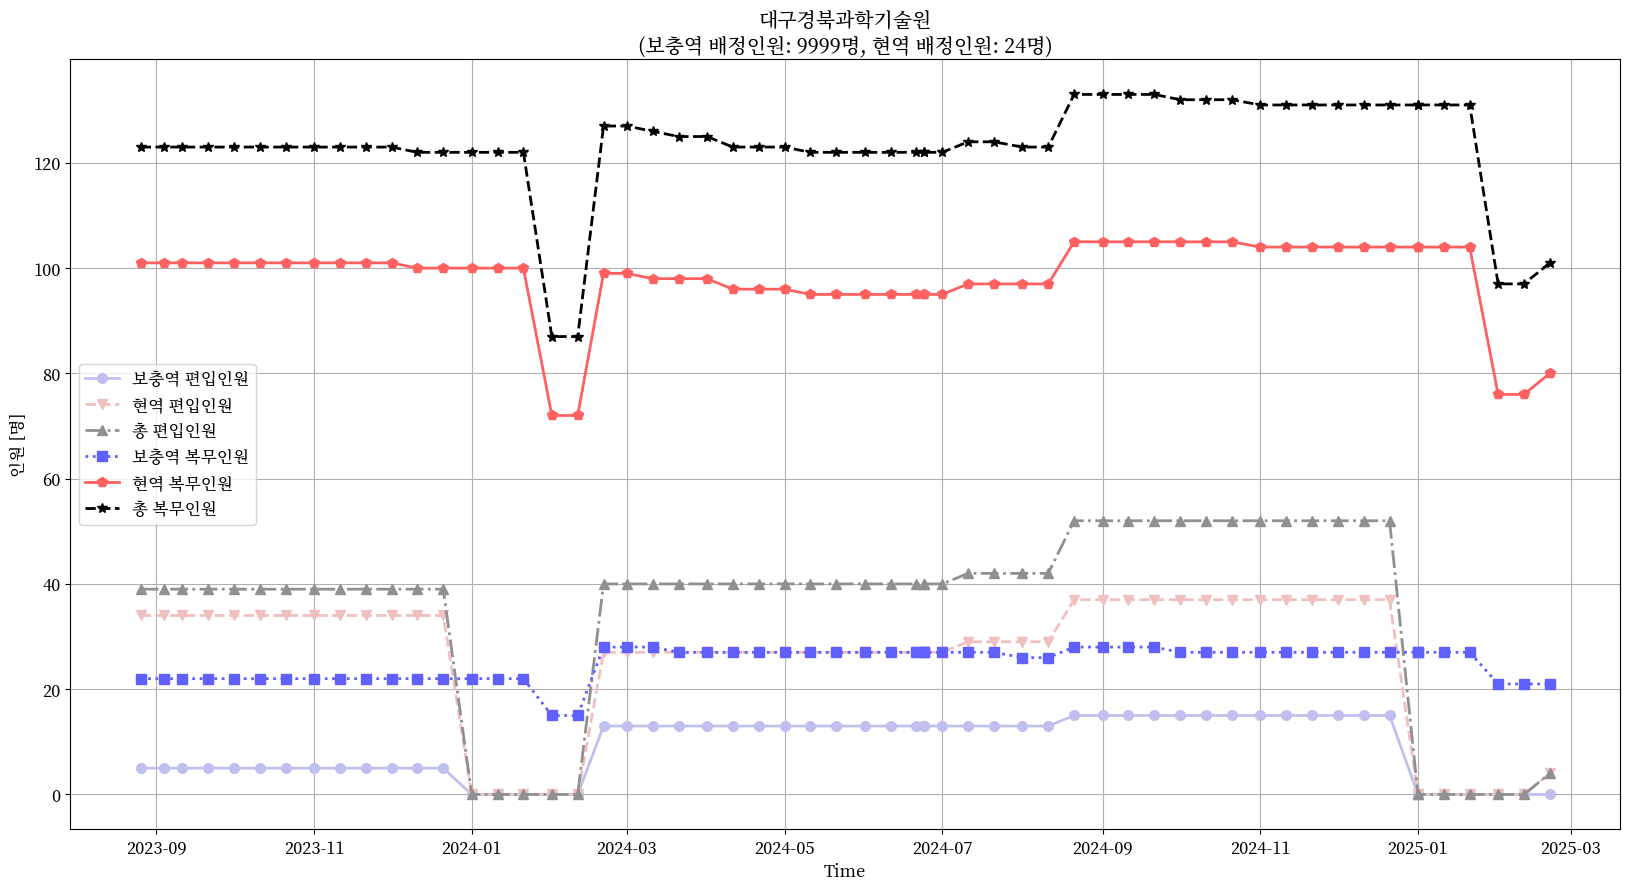 대구경북과학기술원
(보충역 배정인원: 9999명, 현역 배정인원: 24명)
인원 [명]
120
100
80
60
40
20
0
보충역 편입인원
현역 편입인원
총 편입인원
보충역 복무인원
현역 복무인원
총 복무인원
2023-09
2023-11
2024-01
2024-03
2024-05
2024-07
2024-09
2024-11
2025-01
2025-03
Time